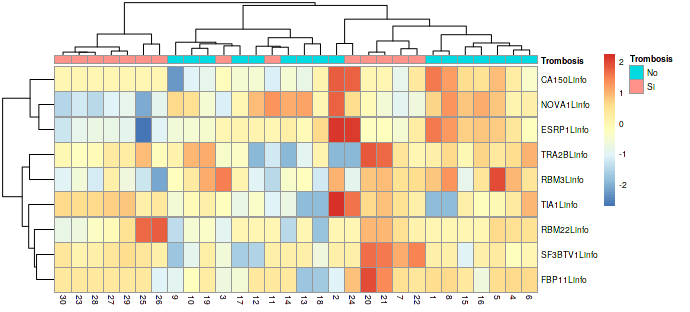 Trombosis
CA150Linfo
NOVA1Linfo
ESRP1Linfo
TRA2BLinfo
RBM3Linfo
TIA1Linfo
RBM22Linfo
SF3BTV1Linfo
FBP11Linfo
30 23 28 27 29 25 26 9 10 19 3 17 12 11 14 13 18 2 24 20 21 7 22 1 8 16 15 5 4 6
2
1
0
-1
-2
Trombosis
No
Si